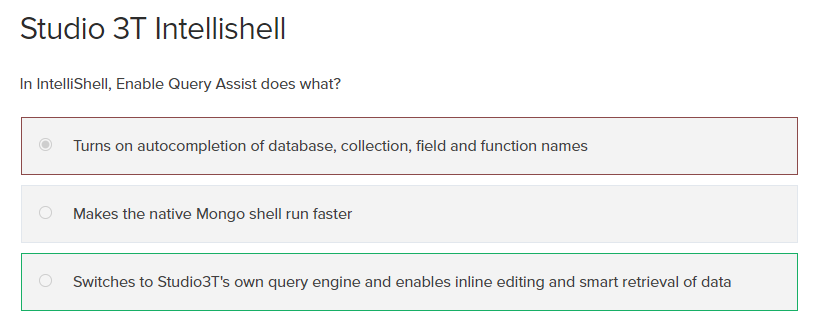 Studio 3T Intellishell
In IntelliShell, Enable Query Assist does what?
Turns on autocompletion of database, collection, field and function names
Makes the native Mongo shell run faster
Switches to Studio3T's own query engine and enables inline editing and smart retrieval of data